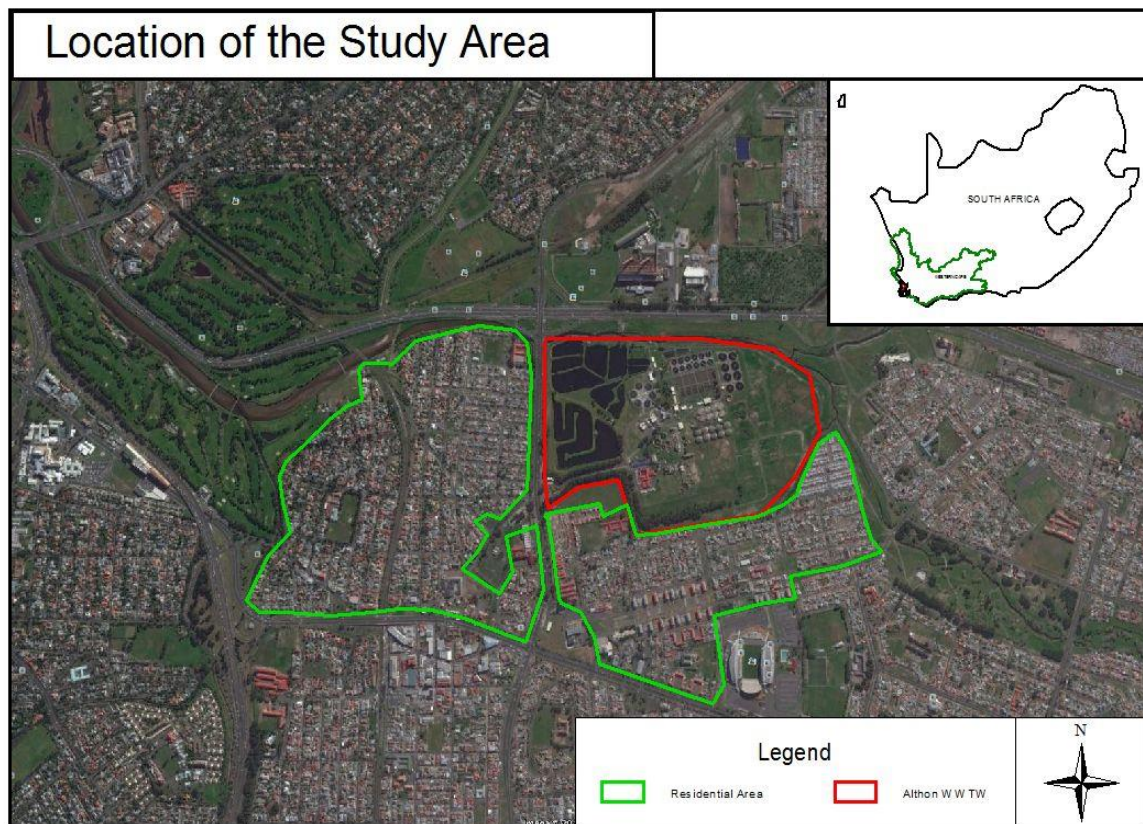 Location of the Study Area
SOUTH AFRICA
Legend
Residential Area
Althon W W TW
N